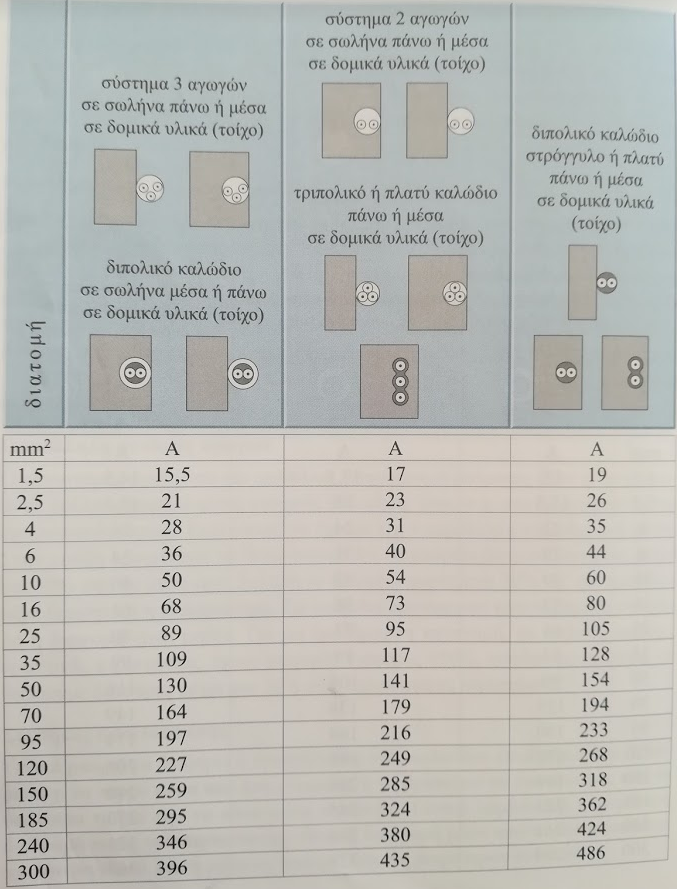 διατομή
σύστημα 3 αγωγών
σε σωλήνα πάνω ή μέσα
σε δομικά υλικά (τοίχο)
διπολικό καλώδιο
σε σωλήνα μέσα ή πάνω
σε δομικά υλικά (τοίχο)
σύστημα 2 αγωγών
σε σωλήνα πάνω ή μέσα
σε δομικά υλικά (τοίχο)
τριπολικό ή πλατύ καλώδιο
πάνω ή μέσα
σε δομικά υλικά (τοίχο)
διπολικό καλώδιο
στρόγγυλο ή πλατύ
πάνω ή μέσα
σε δομικά υλικά
(τοίχο)
mm² A A A
1,5 15,5 17 19
2,5 21 23 26
4 28 31 35
6 36 40 44
10 50 54 60
16 68 73 80
25 89 95 105
35 109 117 128
50 130 141 154
70 164 179 194
95 197 216 233
120 227 249 268
150 259 285 318
185 295 324 362
240 346 380 424
300 396 435 486